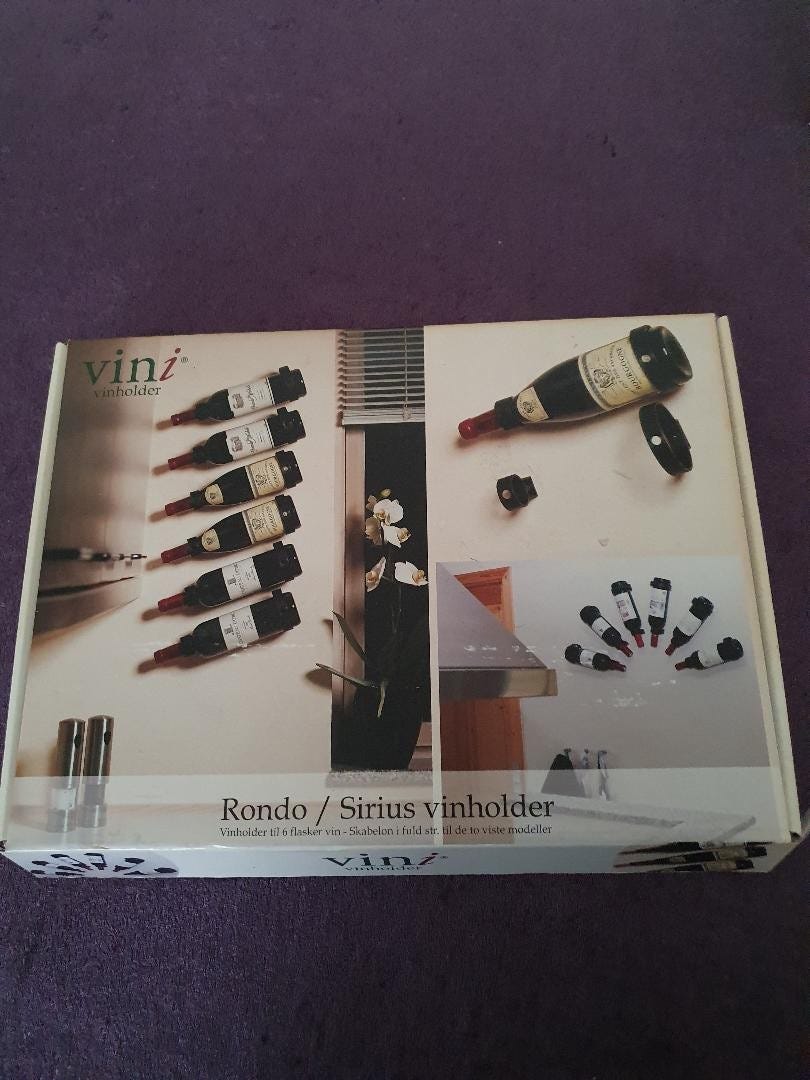 vini®
vinholder
BOURGOGNE
Rondo / Sirius vinholder
Vinholder til 6 flasker vin - Skabelon i fuld str. til de to viste modeller
vini®
vinholder